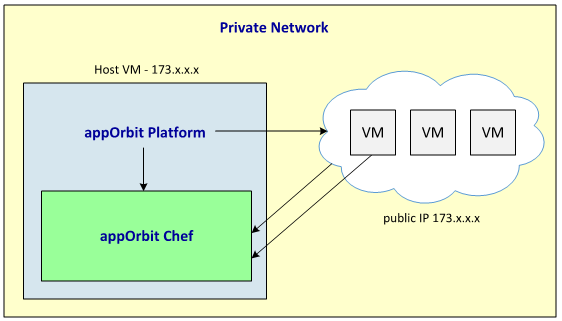 Private Network
Host VM - 173.x.x.x
appOrbit Platform
VM
VM
VM
appOrbit Chef
public IP 173.x.x.x